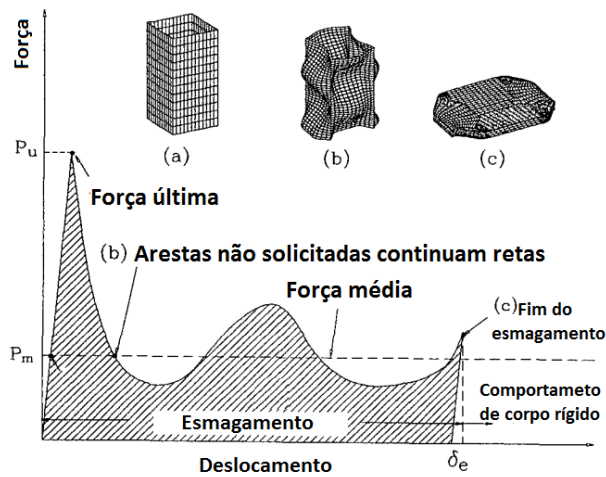 Força
(a)
(b)
(c)
Pu
Força última
(b) Arestas não solicitadas continuam retas
Força média
(c) Fim do
esmagamento
Pm
Comportameto
de corpo rígido
Esmagamento
δe
Deslocamento